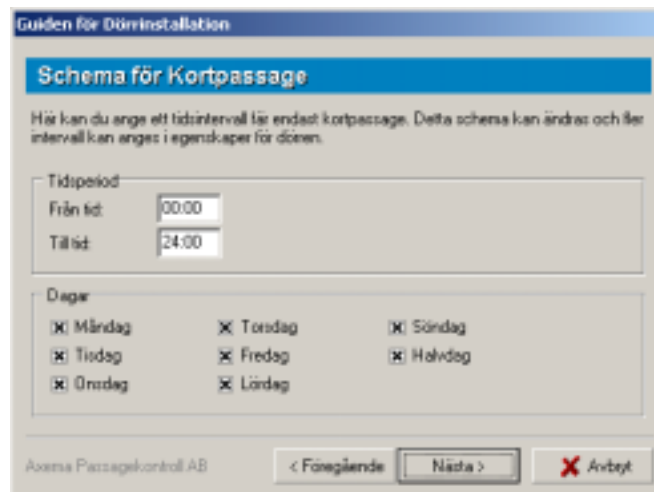 Guiden för Dörrinstallation
Schema för Kortpassage
Här kan du ange ett tidsintervall för endast kortpassage. Detta schema kan ändras och fler
intervall kan anges i egenskaper för dörren.
Tidsperiod
Från tid: 00:00
Till tid: 24:00
Dagar
Måndag Torsdag Söndag
Tisdag Fredag Halvdag
Onsdag Lördag
Axema Passagekontroll AB < Föregående Nästa > Avbryt